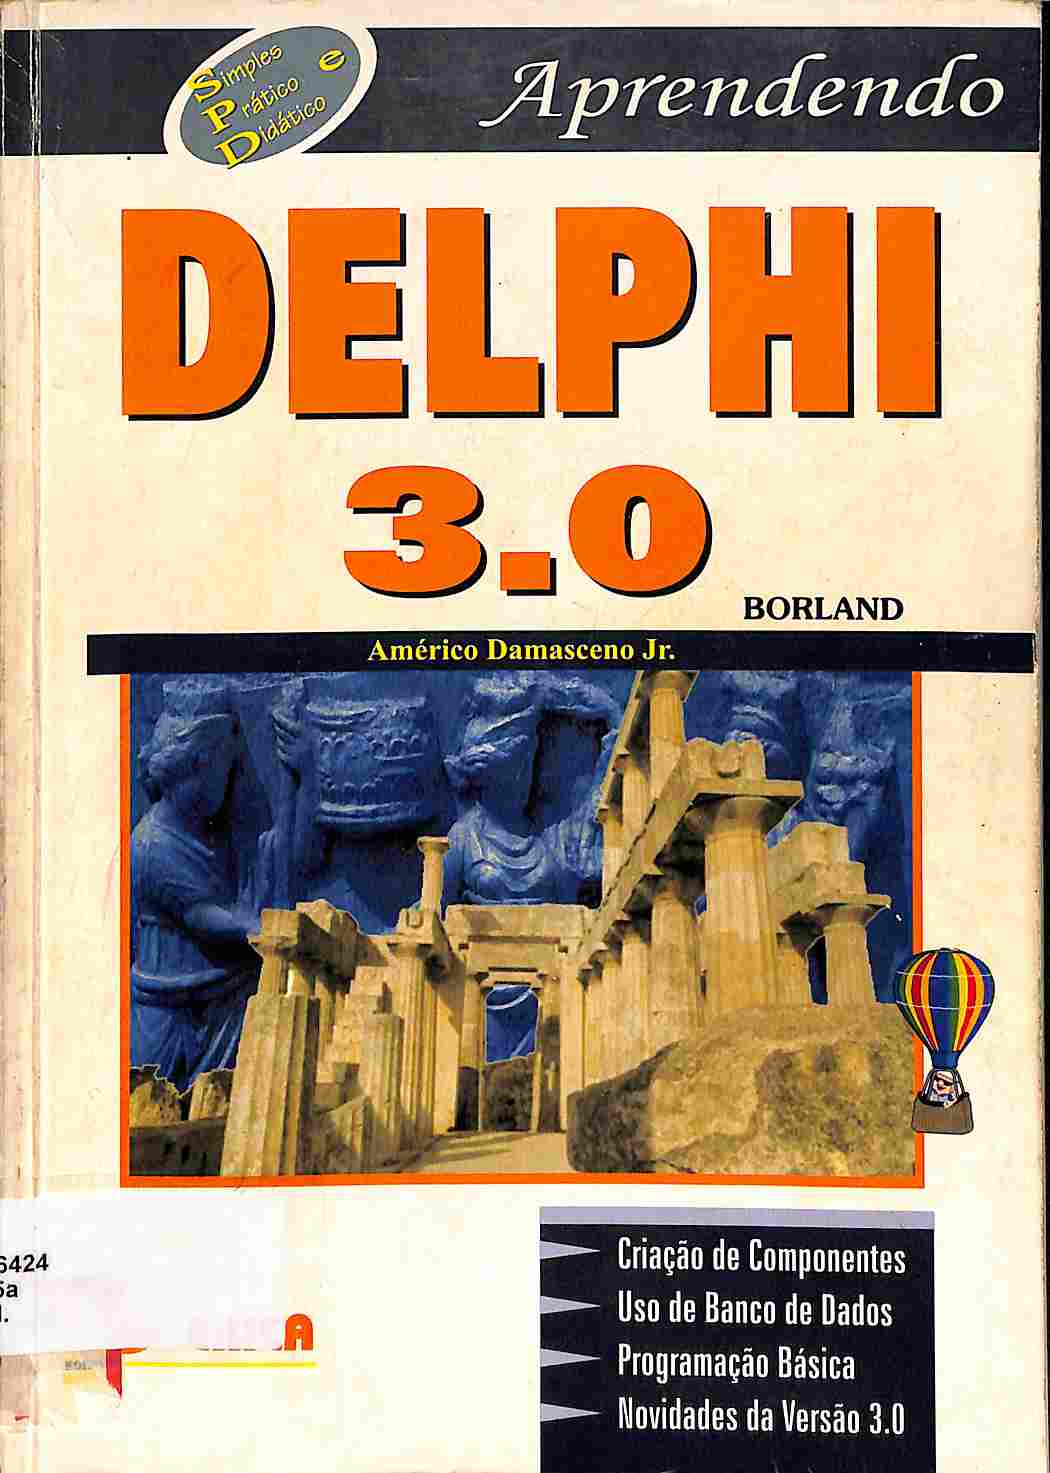 Simples
Prático e
Didático
Aprendendo
DELPHI
3.0
BORLAND
Américo Damasceno Jr.
Criação de Componentes
Uso de Banco de Dados
Programação Básica
Novidades da Versão 3.0
6424